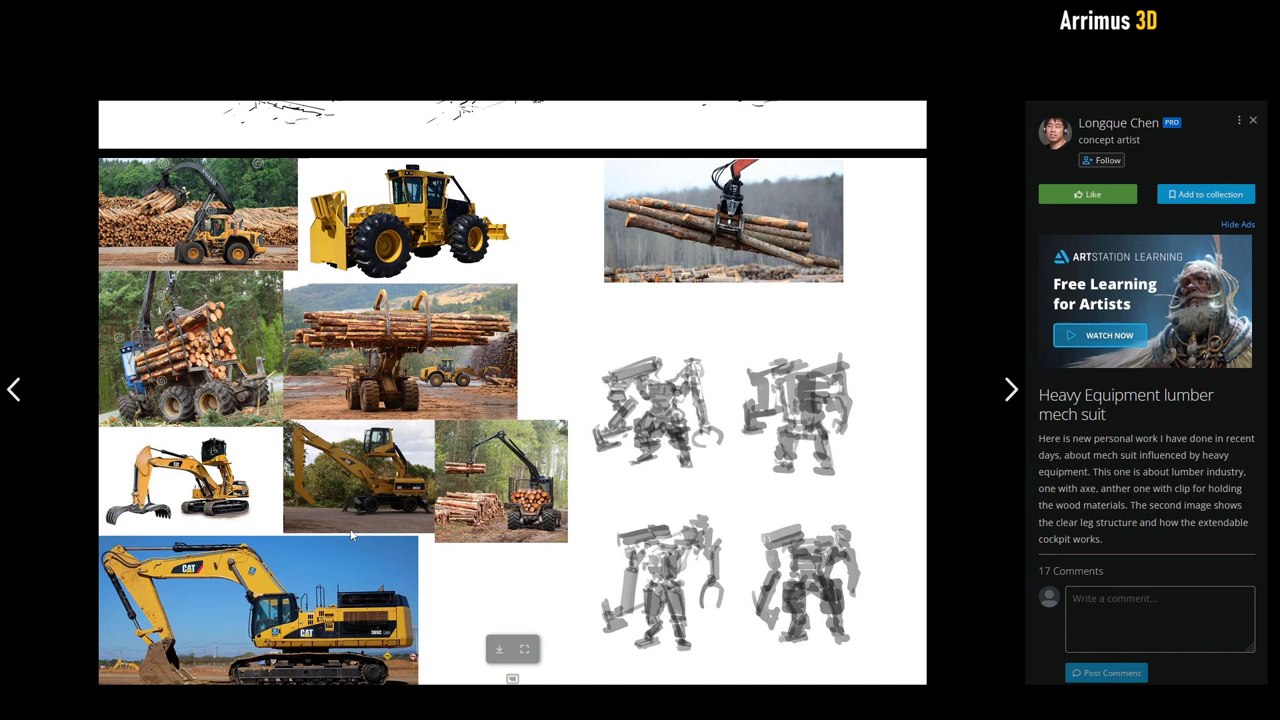 Arrimus 3D
Longque Chen PRO
concept artist
Follow
Like
Add to collection
Hide Ads
ARTSTATION LEARNING
Free Learning
for Artists
WATCH NOW
Heavy Equipment lumber
mech suit
Here is new personal work I have done in recent
days, about mech suit influenced by heavy
equipment. This one is about lumber industry,
one with axe, anther one with clip for holding
the wood materials. The second image shows
the clear leg structure and how the extendable
cockpit works.
17 Comments
Write a comment...
Post Comment
VOLVO
CAT
CAT
365C